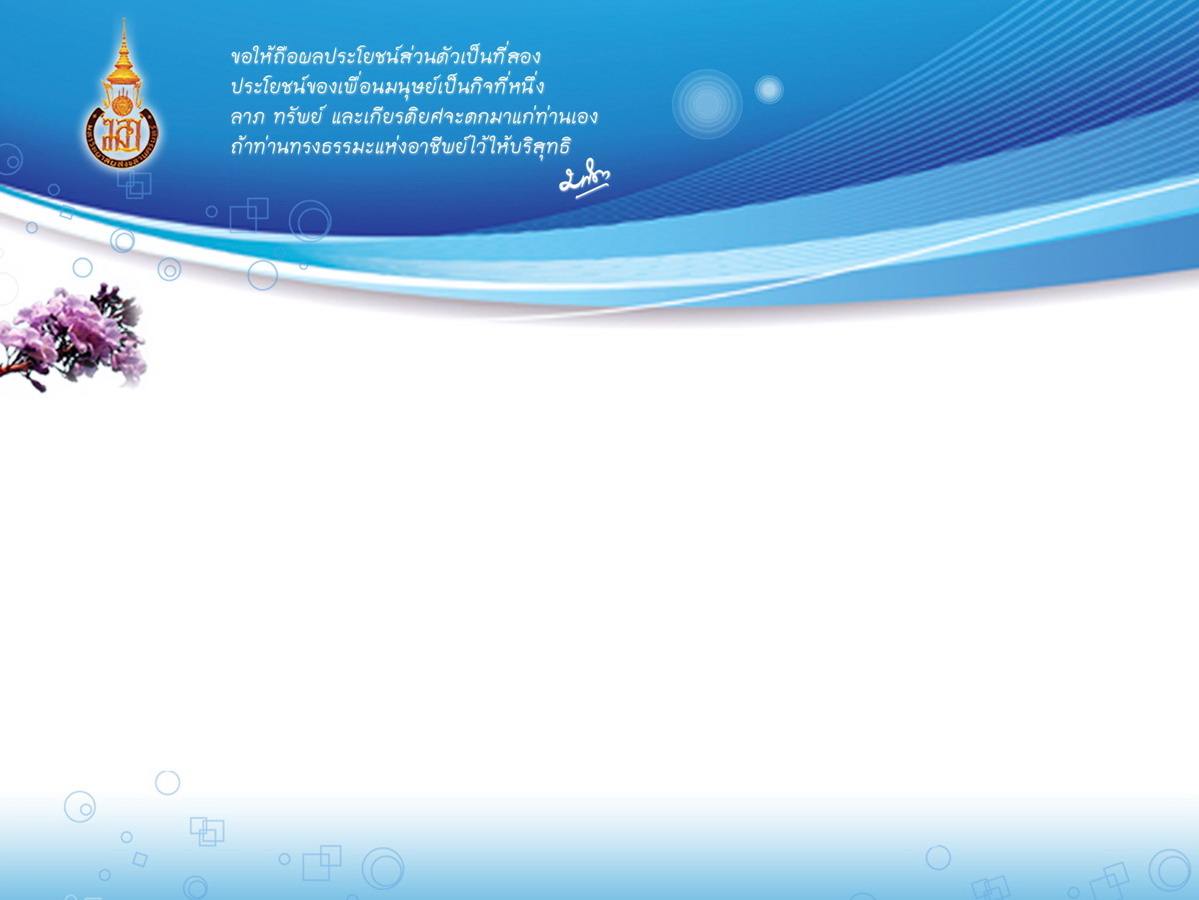 ขอให้ถือผลประโยชน์ส่วนตัวเป็นที่สอง
ประโยชน์ของเพื่อนมนุษย์เป็นกิจที่หนึ่ง
ลาภ ทรัพย์ และเกียรติยศจะตกมาแก่ท่านเอง
ถ้าท่านทรงธรรมะแห่งอาชีพย์ไว้ให้บริสุทธิ